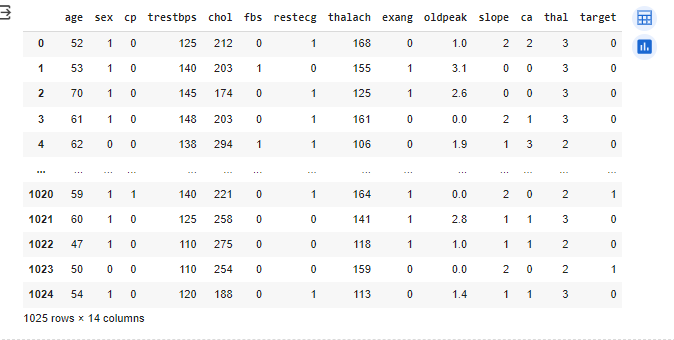 age sex cp trestbps chol fbs restecg thalach exang oldpeak slope ca thal target
0 52 1 0 125 212 0 1 168 0 1.0 2 2 3 0
1 53 1 0 140 203 1 0 155 1 3.1 0 0 3 0
2 70 1 0 145 174 0 1 125 1 2.6 0 0 3 0
3 61 1 0 148 203 0 1 161 0 0.0 2 1 3 0
4 62 0 0 138 294 1 1 106 0 1.9 1 3 2 0
... ... ... ... ... ... ... ... ... ... ... ... ... ... ...
1020 59 1 1 140 221 0 1 164 1 0.0 2 0 2 1
1021 60 1 0 125 258 0 0 141 1 2.8 1 1 3 0
1022 47 1 0 110 275 0 0 118 1 1.0 1 1 2 0
1023 50 0 0 110 254 0 0 159 0 0.0 2 0 2 1
1024 54 1 0 120 188 0 1 113 0 1.4 1 1 3 0
1025 rows × 14 columns